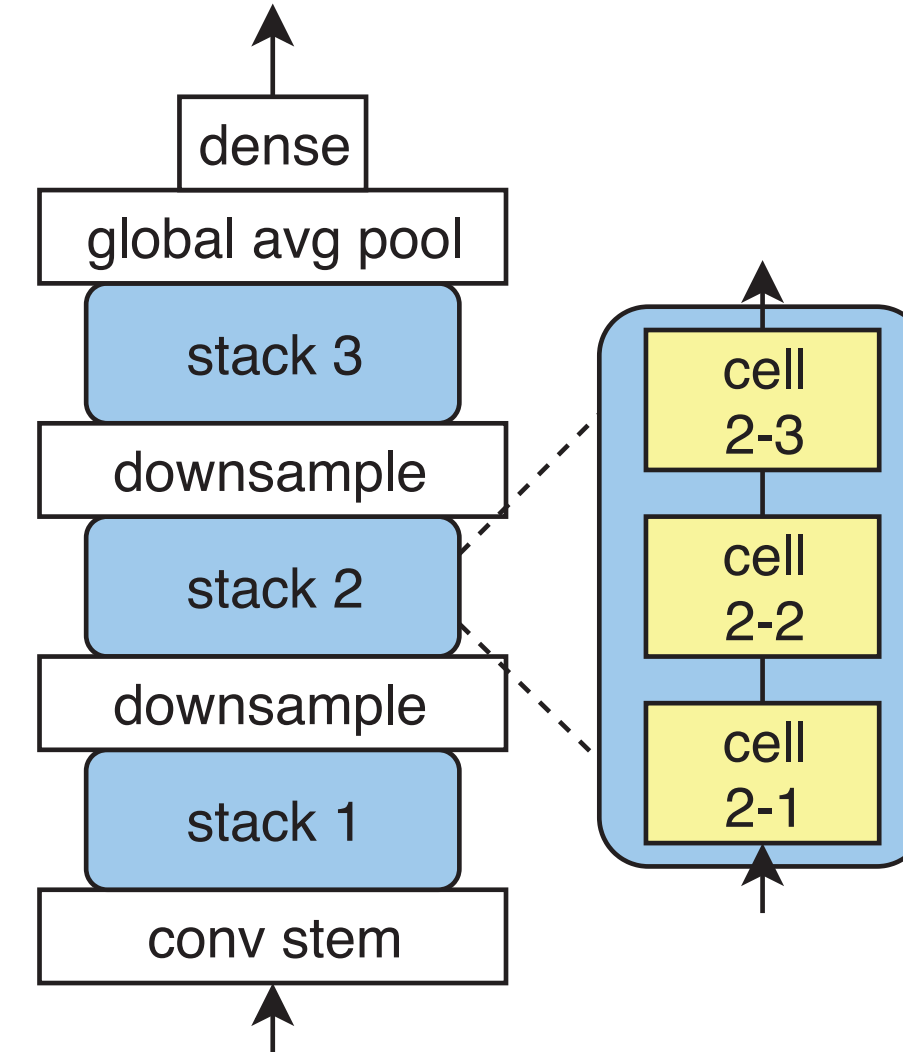 dense
global avg pool
stack 3
downsample
stack 2
downsample
stack 1
conv stem
cell
2-3
cell
2-2
cell
2-1